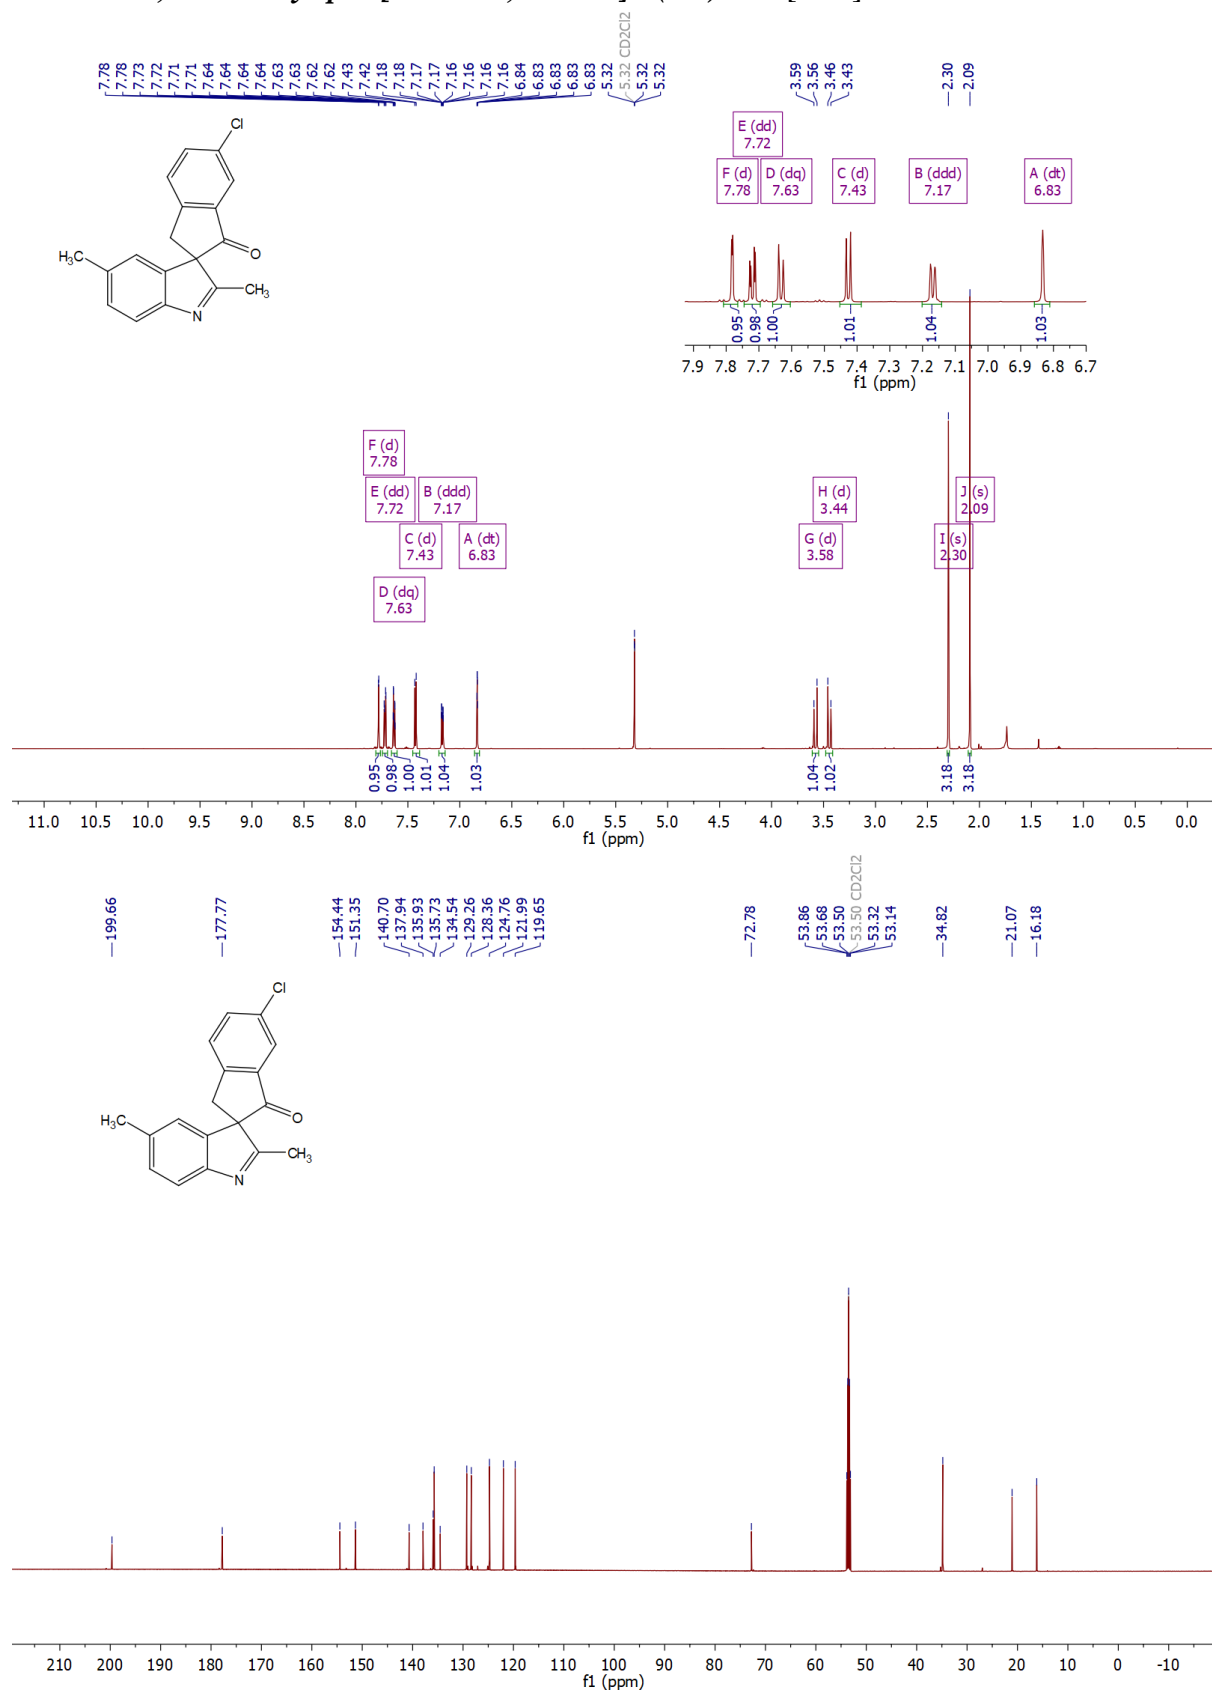 7.78 7.78 7.73 7.72 7.71 7.71 7.64 7.64 7.64 7.64 7.63 7.63 7.62 7.62 7.43 7.42 7.18 7.18 7.17 7.17 7.16 7.16 7.16 7.16 6.84 6.83 6.83 6.83 6.83 5.32 5.32 CD2Cl2 5.32 5.32 3.59 3.56 3.46 3.43 2.30 2.09
Cl
O
H3C
CH3
N
E (dd)
7.72
F (d) D (dq) C (d) B (ddd) A (dt)
7.78 7.63 7.43 7.17 6.83
0.95 0.98 1.00 1.01 1.04 1.03
7.9 7.8 7.7 7.6 7.5 7.4 7.3 7.2 7.1 7.0 6.9 6.8 6.7
f1 (ppm)
F (d)
7.78
E (dd) B (ddd) H (d) J (s)
7.72 7.17 3.44 2.09
C (d) A (dt) G (d) I (s)
7.43 6.83 3.58 2.30
D (dq)
7.63
0.95 0.98 1.00 1.01 1.04 1.03 1.04 1.02 3.18 3.18
11.0 10.5 10.0 9.5 9.0 8.5 8.0 7.5 7.0 6.5 6.0 5.5 5.0 4.5 4.0 3.5 3.0 2.5 2.0 1.5 1.0 0.5 0.0
f1 (ppm)
199.66 177.77 154.44 151.35 140.70 137.94 135.93 135.73 134.54 129.26 128.36 124.76 121.99 119.65 72.78 53.86 53.68 53.50 53.50 CD2Cl2 53.32 53.14 34.82 21.07 16.18
Cl
O
H3C
CH3
N
210 200 190 180 170 160 150 140 130 120 110 100 90 80 70 60 50 40 30 20 10 0 -10
f1 (ppm)